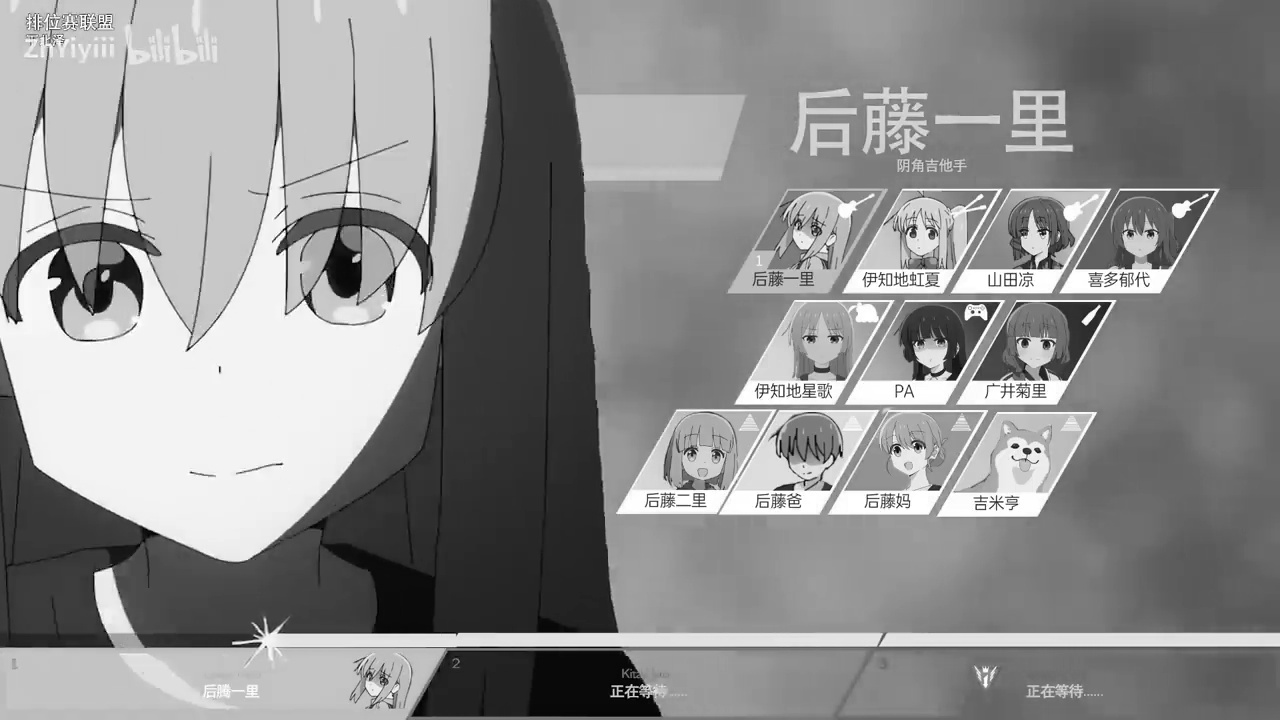 排位赛联盟
ZhYiyiii bilibili
后藤一里
阴角吉他手
1
后藤一里
伊知地虹夏
山田凉
喜多郁代
伊知地星歌
PA
广井菊里
后藤二里
后藤爸
后藤妈
吉米亨
1
后腾一里
2
正在等待......
3
正在等待......